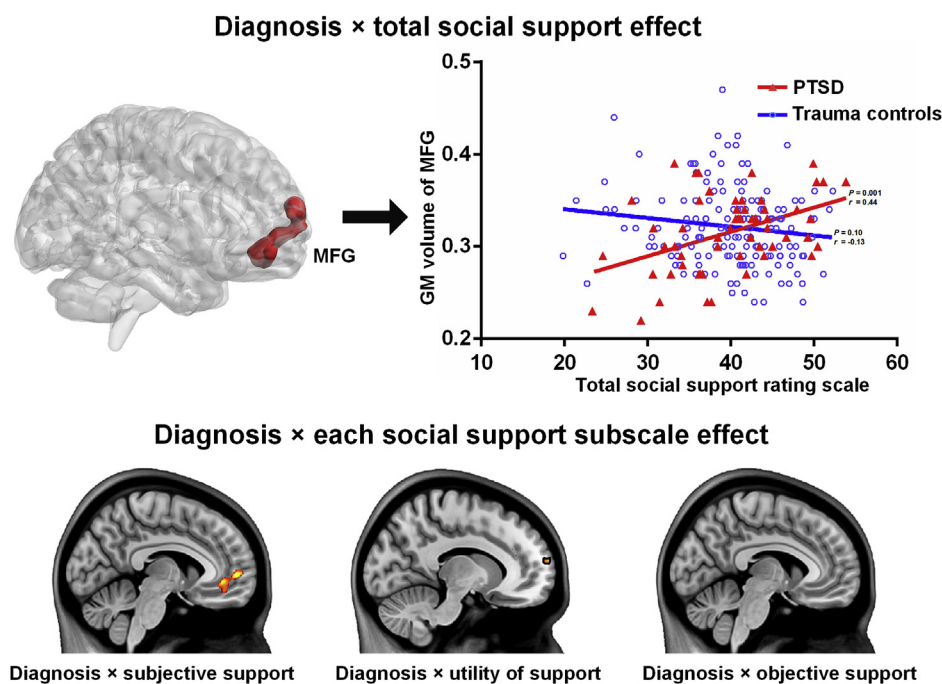 Diagnosis × total social support effect
MFG
GM volume of MFG
0.5
0.4
0.3
0.2
10
20
30
40
50
60
Total social support rating scale
PTSD
Trauma controls
P = 0.001
r = 0.44
P = 0.10
r = -0.13
Diagnosis × each social support subscale effect
Diagnosis × subjective support
Diagnosis × utility of support
Diagnosis × objective support